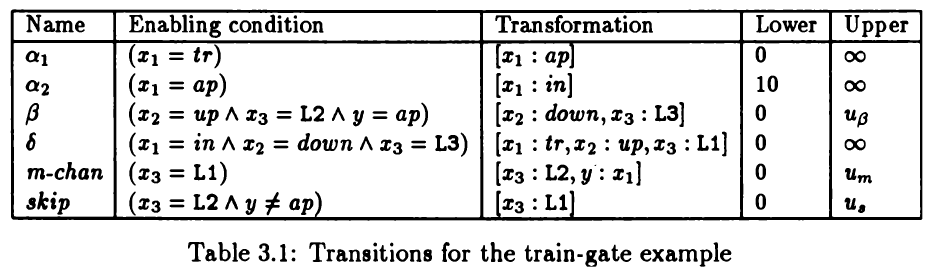 Name Enabling condition Transformation Lower Upper
α₁ (x₁ = tr) [x₁ : ap] 0 ∞
α₂ (x₁ = ap) [x₁ : in] 10 ∞
β (x₂ = up ∧ x₃ = L2 ∧ y = ap) [x₂ : down, x₃ : L3] 0 u_β
δ (x₁ = in ∧ x₂ = down ∧ x₃ = L3) [x₁ : tr, x₂ : up, x₃ : L1] 0 ∞
m-chan (x₃ = L1) [x₃ : L2, y : x₁] 0 u_m
skip (x₃ = L2 ∧ y ≠ ap) [x₃ : L1] 0 u_s
Table 3.1: Transitions for the train-gate example